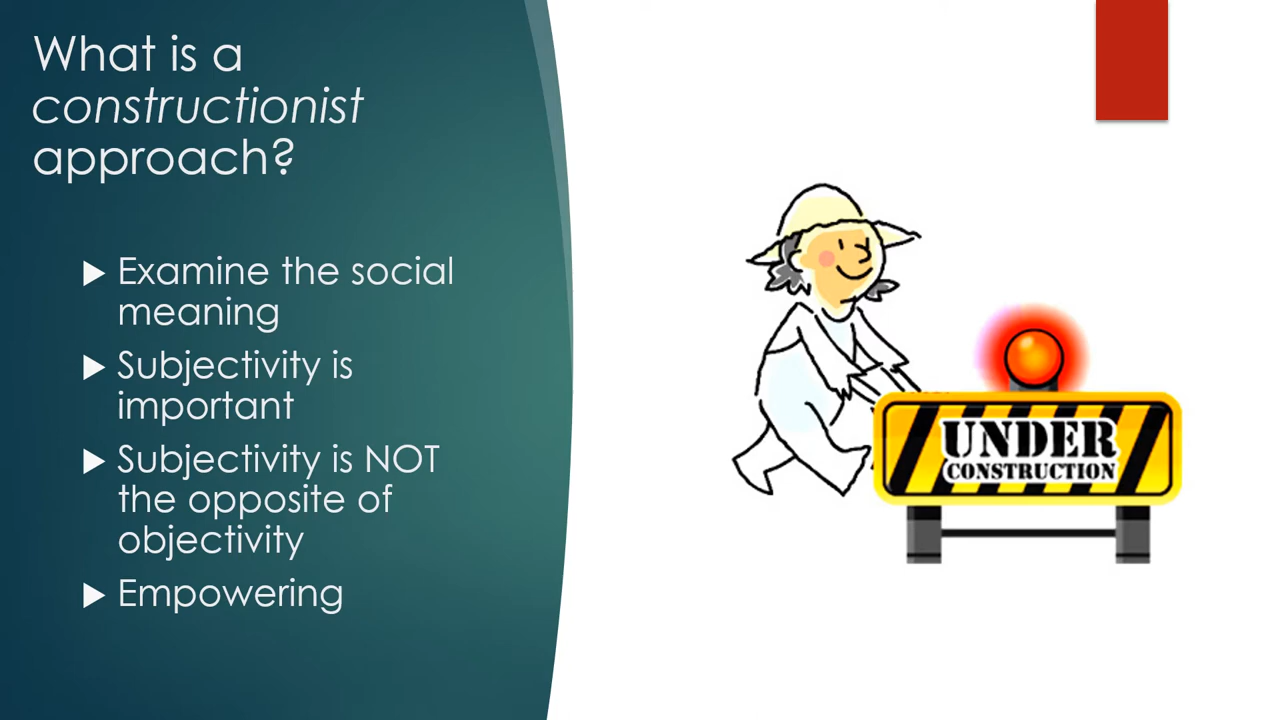 What is a
constructionist
approach?
Examine the social
meaning
Subjectivity is
important
Subjectivity is NOT
the opposite of
objectivity
Empowering
UNDER
CONSTRUCTION